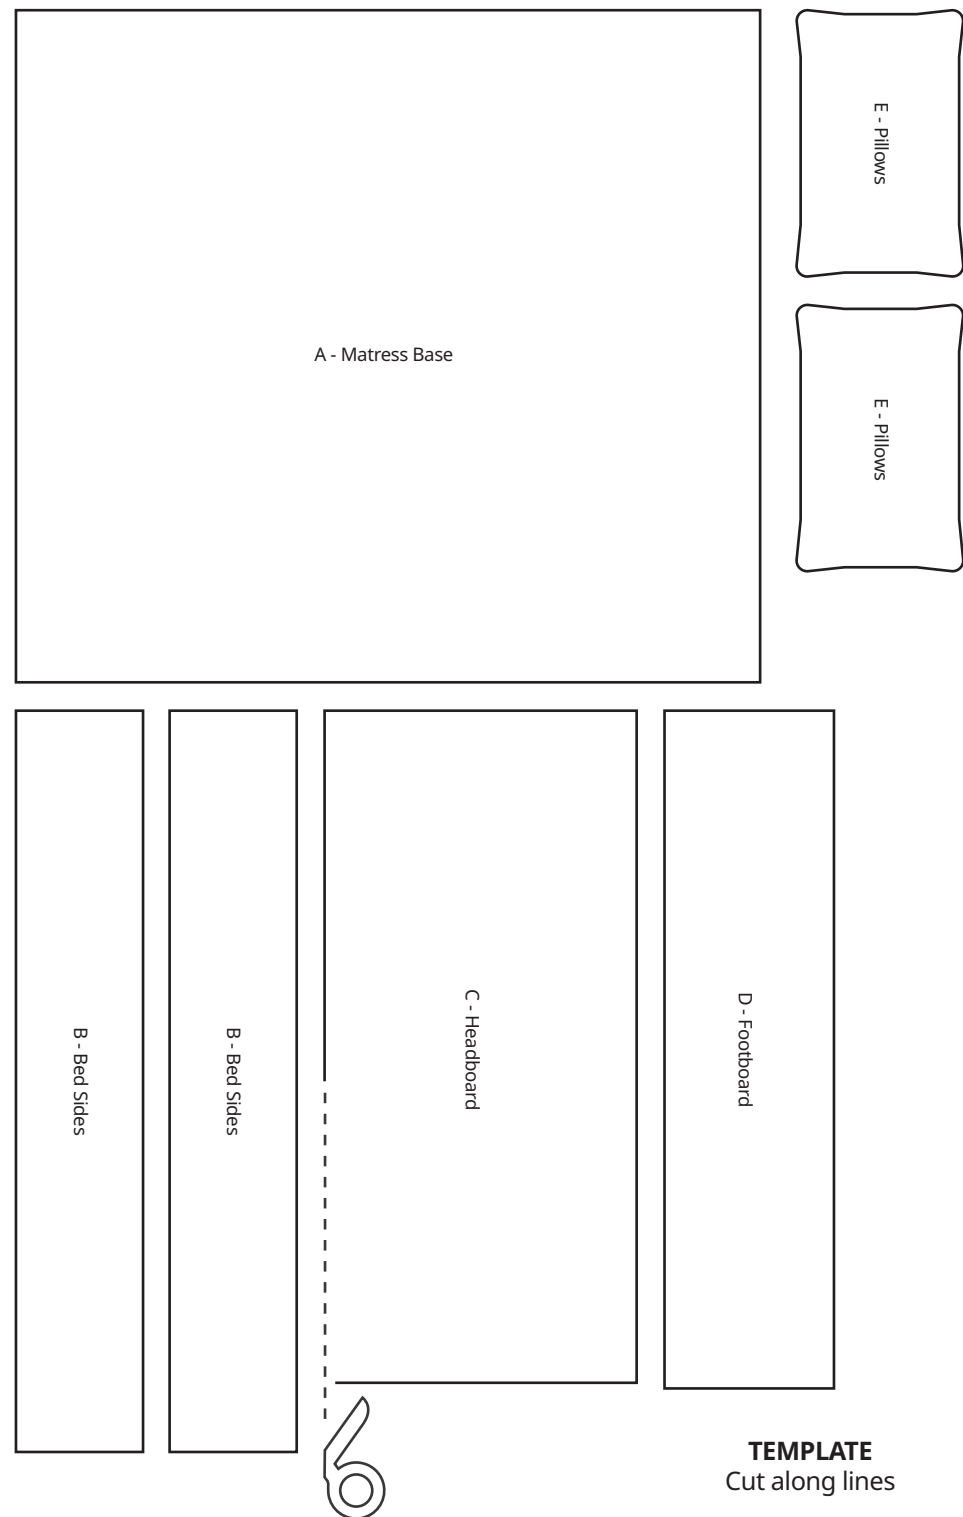 E - Pillows
A - Matress Base
E - Pillows
B - Bed Sides
B - Bed Sides
C - Headboard
D - Footboard
TEMPLATE
Cut along lines